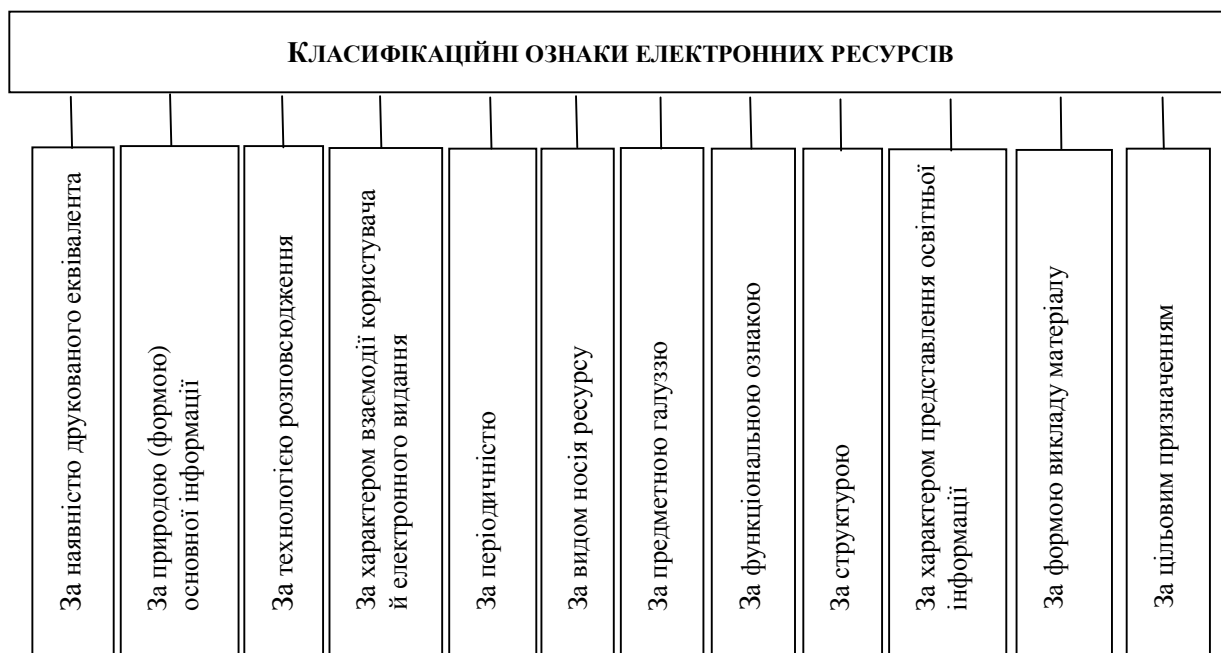 КЛАСИФІКАЦІЙНІ ОЗНАКИ ЕЛЕКТРОННИХ РЕСУРСІВ
За наявністю друкованого еквівалента
За природою (формою)
основної інформації
За технологією розповсюдження
За характером взаємодії користувача
й електронного видання
За періодичністю
За видом носія ресурсу
За предметною галуззю
За функціональною ознакою
За структурою
За характером представлення освітньої
інформації
За формою викладу матеріалу
За цільовим призначенням